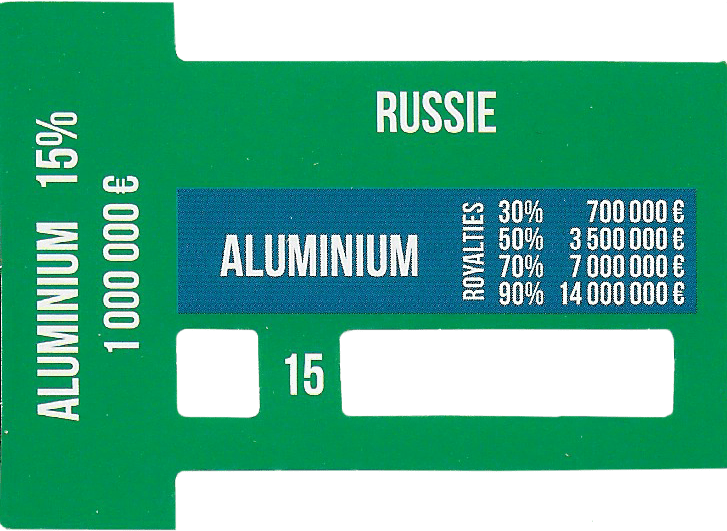 ALUMINIUM 15%
1 000 000 €
RUSSIE
ALUMINIUM
ROYALTIES
30% 700 000 €
50% 3 500 000 €
70% 7 000 000 €
90% 14 000 000 €
15